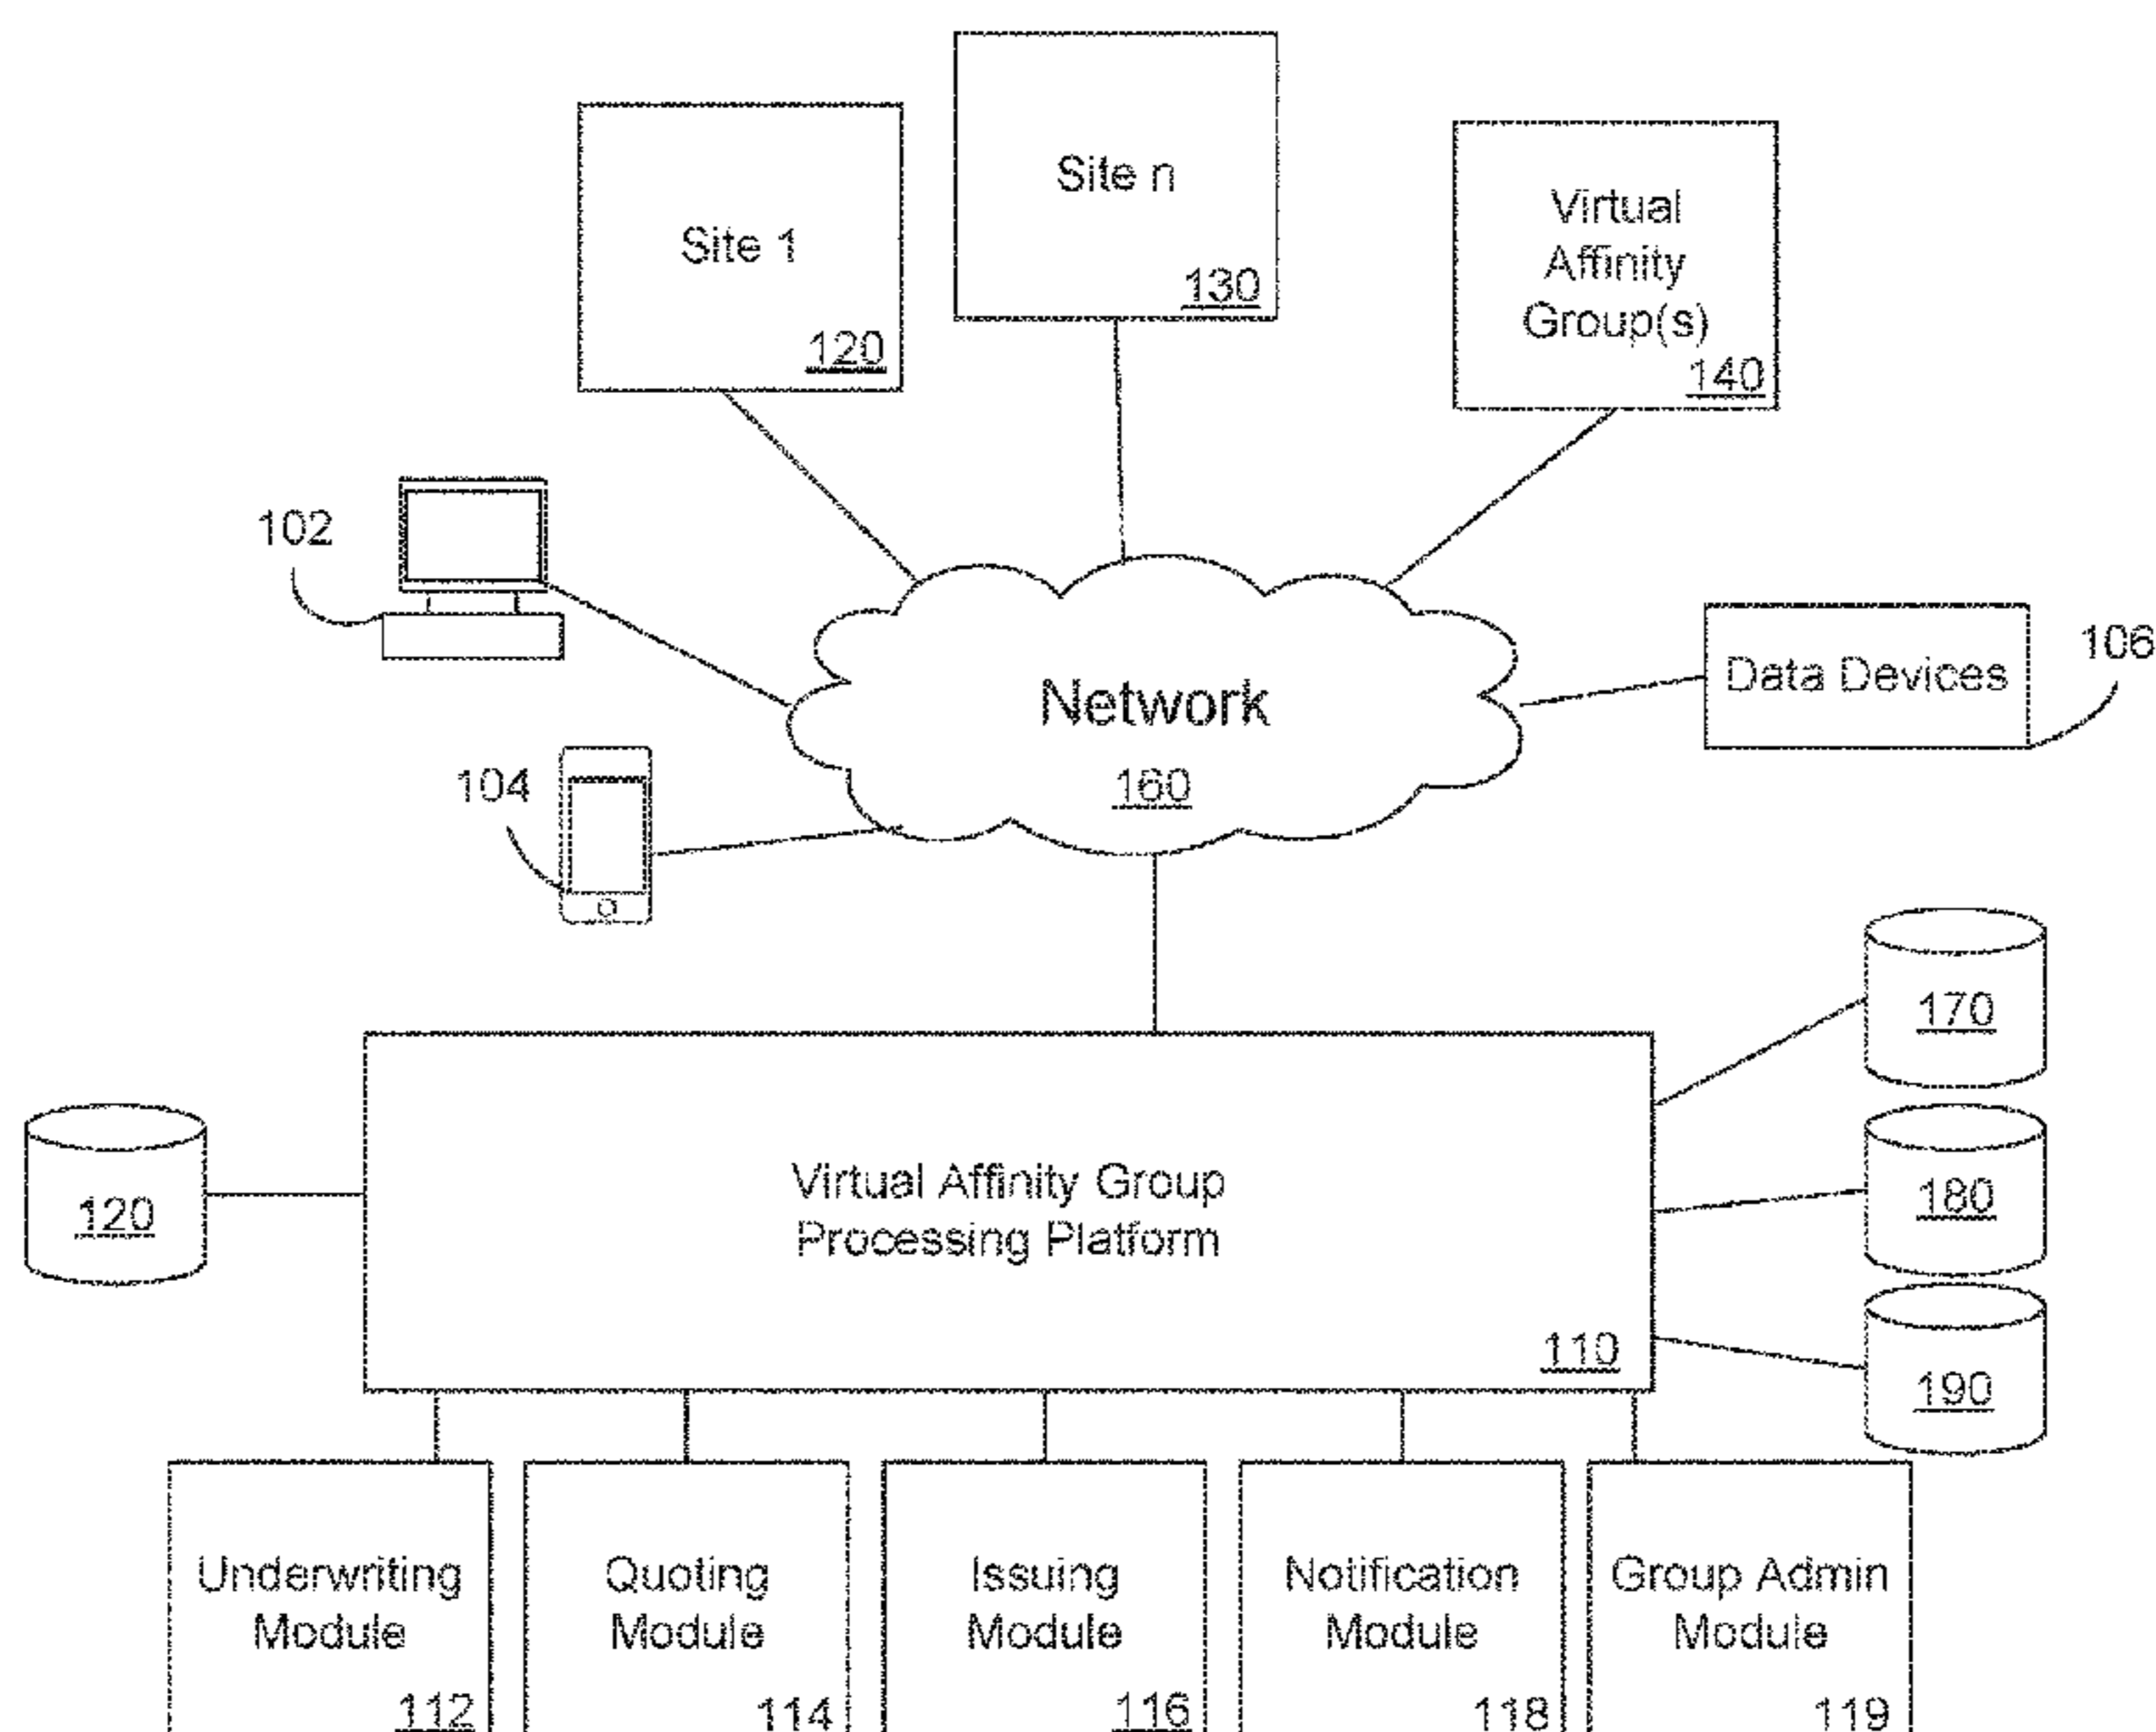 Site n
130
Site 1
120
Virtual
Affinity
Group(s)
140
102
106
Data Devices
Network
160
104
170
120
Virtual Affinity Group
Processing Platform
110
180
190
Underwriting
Module
112
Quoting
Module
114
Issuing
Module
116
Notification
Module
118
Group Admin
Module
119